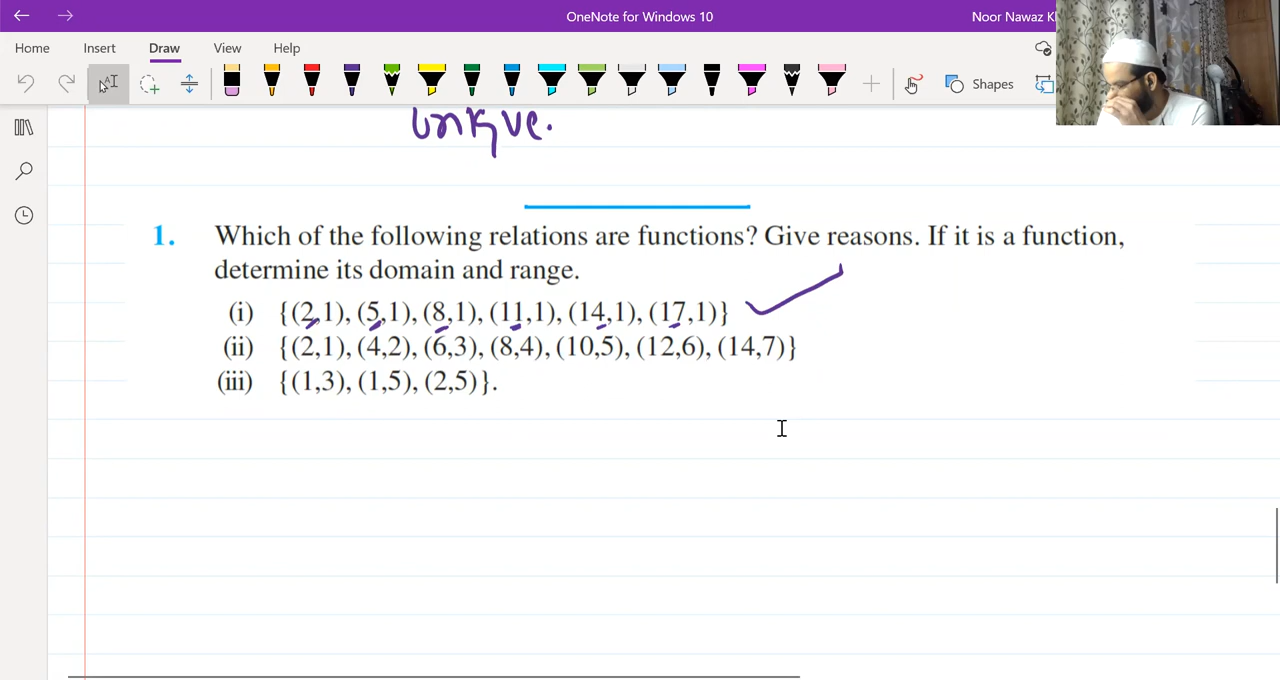 OneNote for Windows 10
Noor Nawaz K
Home Insert Draw View Help
Shapes
unique.
1. Which of the following relations are functions? Give reasons. If it is a function,
determine its domain and range.
(i) {(2,1), (5,1), (8,1), (11,1), (14,1), (17,1)}
(ii) {(2,1), (4,2), (6,3), (8,4), (10,5), (12,6), (14,7)}
(iii) {(1,3), (1,5), (2,5)}.